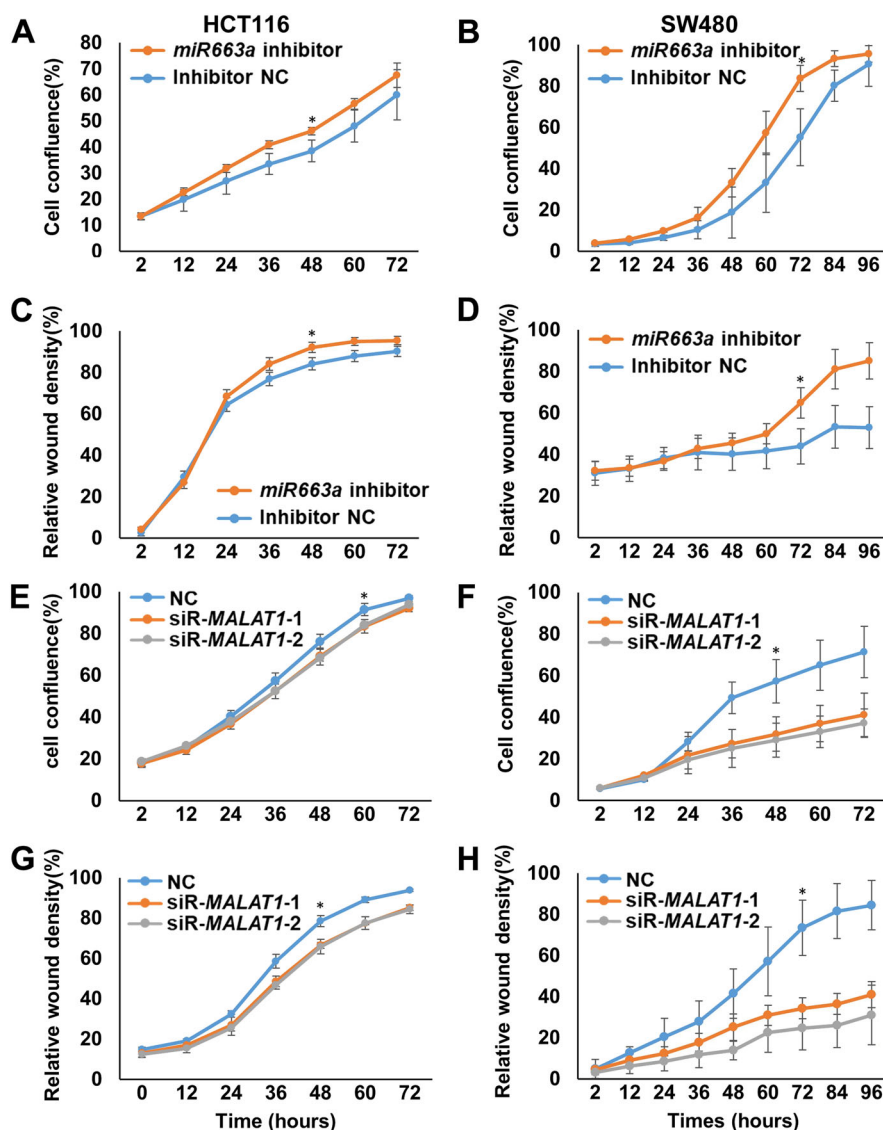 HCT116
SW480
A
Cell confluence(%)
80
70
60
50
40
30
20
10
0
miR663a inhibitor
Inhibitor NC
*
2 12 24 36 48 60 72
B
Cell confluence(%)
100
80
60
40
20
0
miR663a inhibitor
Inhibitor NC
*
2 12 24 36 48 60 72 84 96
C
Relative wound density(%)
100
80
60
40
20
0
*
miR663a inhibitor
Inhibitor NC
2 12 24 36 48 60 72
D
Relative wound density(%)
100
80
60
40
20
0
miR663a inhibitor
Inhibitor NC
*
2 12 24 36 48 60 72 84 96
E
cell confluence(%)
100
80
60
40
20
0
NC
siR-MALAT1-1
siR-MALAT1-2
*
2 12 24 36 48 60 72
F
Cell confluence(%)
100
80
60
40
20
0
NC
siR-MALAT1-1
siR-MALAT1-2
*
2 12 24 36 48 60 72
G
Relative wound density(%)
100
80
60
40
20
0
NC
siR-MALAT1-1
siR-MALAT1-2
*
0 12 24 36 48 60 72
Time (hours)
H
Relative wound density(%)
100
80
60
40
20
0
NC
siR-MALAT1-1
siR-MALAT1-2
*
2 12 24 36 48 60 72 84 96
Times (hours)